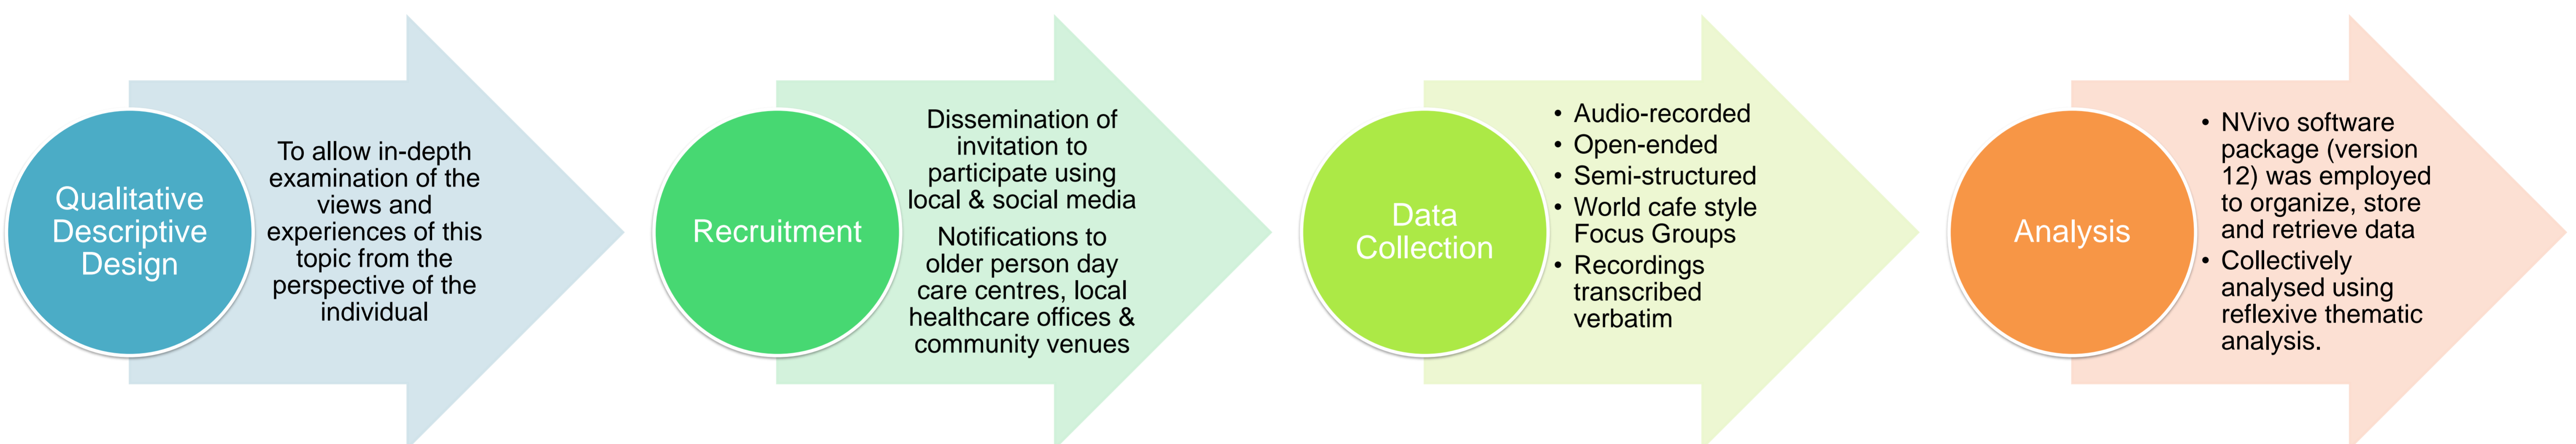 Qualitative
Descriptive
Design
To allow in-depth
examination of the
views and
experiences of this
topic from the
perspective of the
individual
Recruitment
Dissemination of
invitation to
participate using
local & social media
Notifications to
older person day
care centres, local
healthcare offices &
community venues
Data
Collection
• Audio-recorded
• Open-ended
• Semi-structured
• World cafe style
Focus Groups
• Recordings
transcribed
verbatim
Analysis
• NVivo software
package (version
12) was employed
to organize, store
and retrieve data
• Collectively
analysed using
reflexive thematic
analysis.